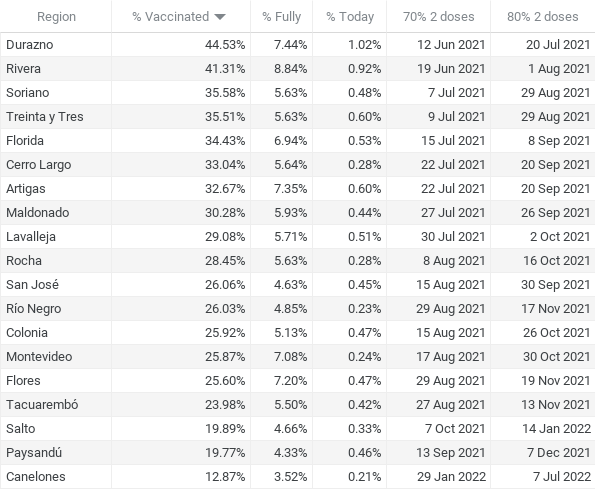 Region % Vaccinated % Fully % Today 70% 2 doses 80% 2 doses
Durazno 44.53% 7.44% 1.02% 12 Jun 2021 20 Jul 2021
Rivera 41.31% 8.84% 0.92% 19 Jun 2021 1 Aug 2021
Soriano 35.58% 5.63% 0.48% 7 Jul 2021 29 Aug 2021
Treinta y Tres 35.51% 5.63% 0.60% 9 Jul 2021 29 Aug 2021
Florida 34.43% 6.94% 0.53% 15 Jul 2021 8 Sep 2021
Cerro Largo 33.04% 5.64% 0.28% 22 Jul 2021 20 Sep 2021
Artigas 32.67% 7.35% 0.60% 22 Jul 2021 20 Sep 2021
Maldonado 30.28% 5.93% 0.44% 27 Jul 2021 26 Sep 2021
Lavalleja 29.08% 5.71% 0.51% 30 Jul 2021 2 Oct 2021
Rocha 28.45% 5.63% 0.28% 8 Aug 2021 16 Oct 2021
San José 26.06% 4.63% 0.45% 15 Aug 2021 30 Sep 2021
Río Negro 26.03% 4.85% 0.23% 29 Aug 2021 17 Nov 2021
Colonia 25.92% 5.13% 0.47% 15 Aug 2021 26 Oct 2021
Montevideo 25.87% 7.08% 0.24% 17 Aug 2021 30 Oct 2021
Flores 25.60% 7.20% 0.47% 29 Aug 2021 19 Nov 2021
Tacuarembó 23.98% 5.50% 0.42% 27 Aug 2021 13 Nov 2021
Salto 19.89% 4.66% 0.33% 7 Oct 2021 14 Jan 2022
Paysandú 19.77% 4.33% 0.46% 13 Sep 2021 7 Dec 2021
Canelones 12.87% 3.52% 0.21% 29 Jan 2022 7 Jul 2022